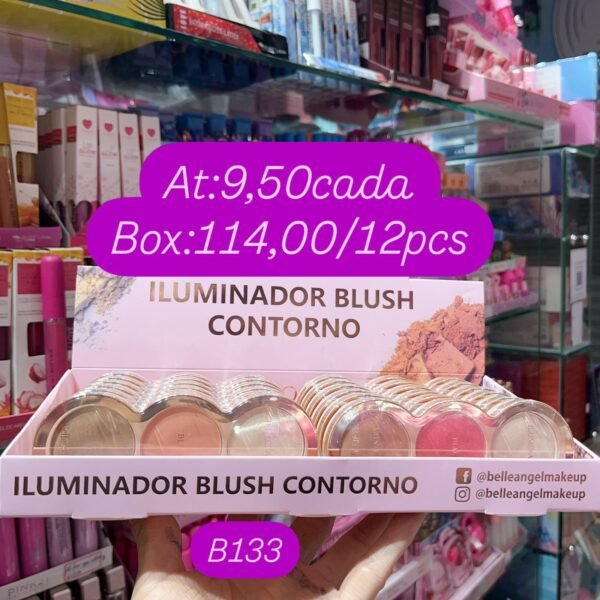 At:9,50cada
Box:114,00/12pcs
ILUMINADOR BLUSH
CONTORNO
ILUMINADOR BLUSH CONTORNO
@belleangelmakeup
@belleangelmakeup
B133